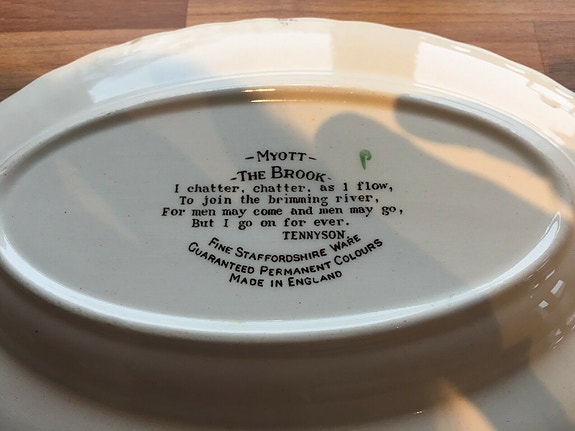 -MYOTT-
-THE BROOK-
I chatter, chatter, as I flow,
To join the brimming river,
For men may come and men may go,
But I go on for ever.
TENNYSON.
FINE STAFFORDSHIRE WARE
GUARANTEED PERMANENT COLOURS
MADE IN ENGLAND
P